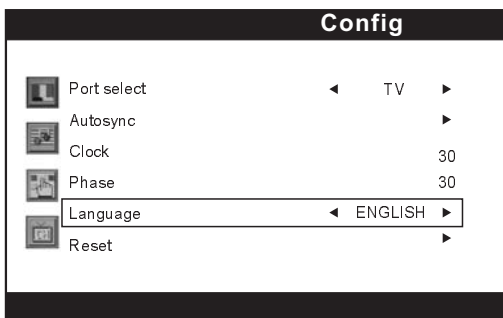 Config
Port select ◀ TV ▶
Autosync ▶
Clock 30
Phase 30
Language ◀ ENGLISH ▶
Reset ▶